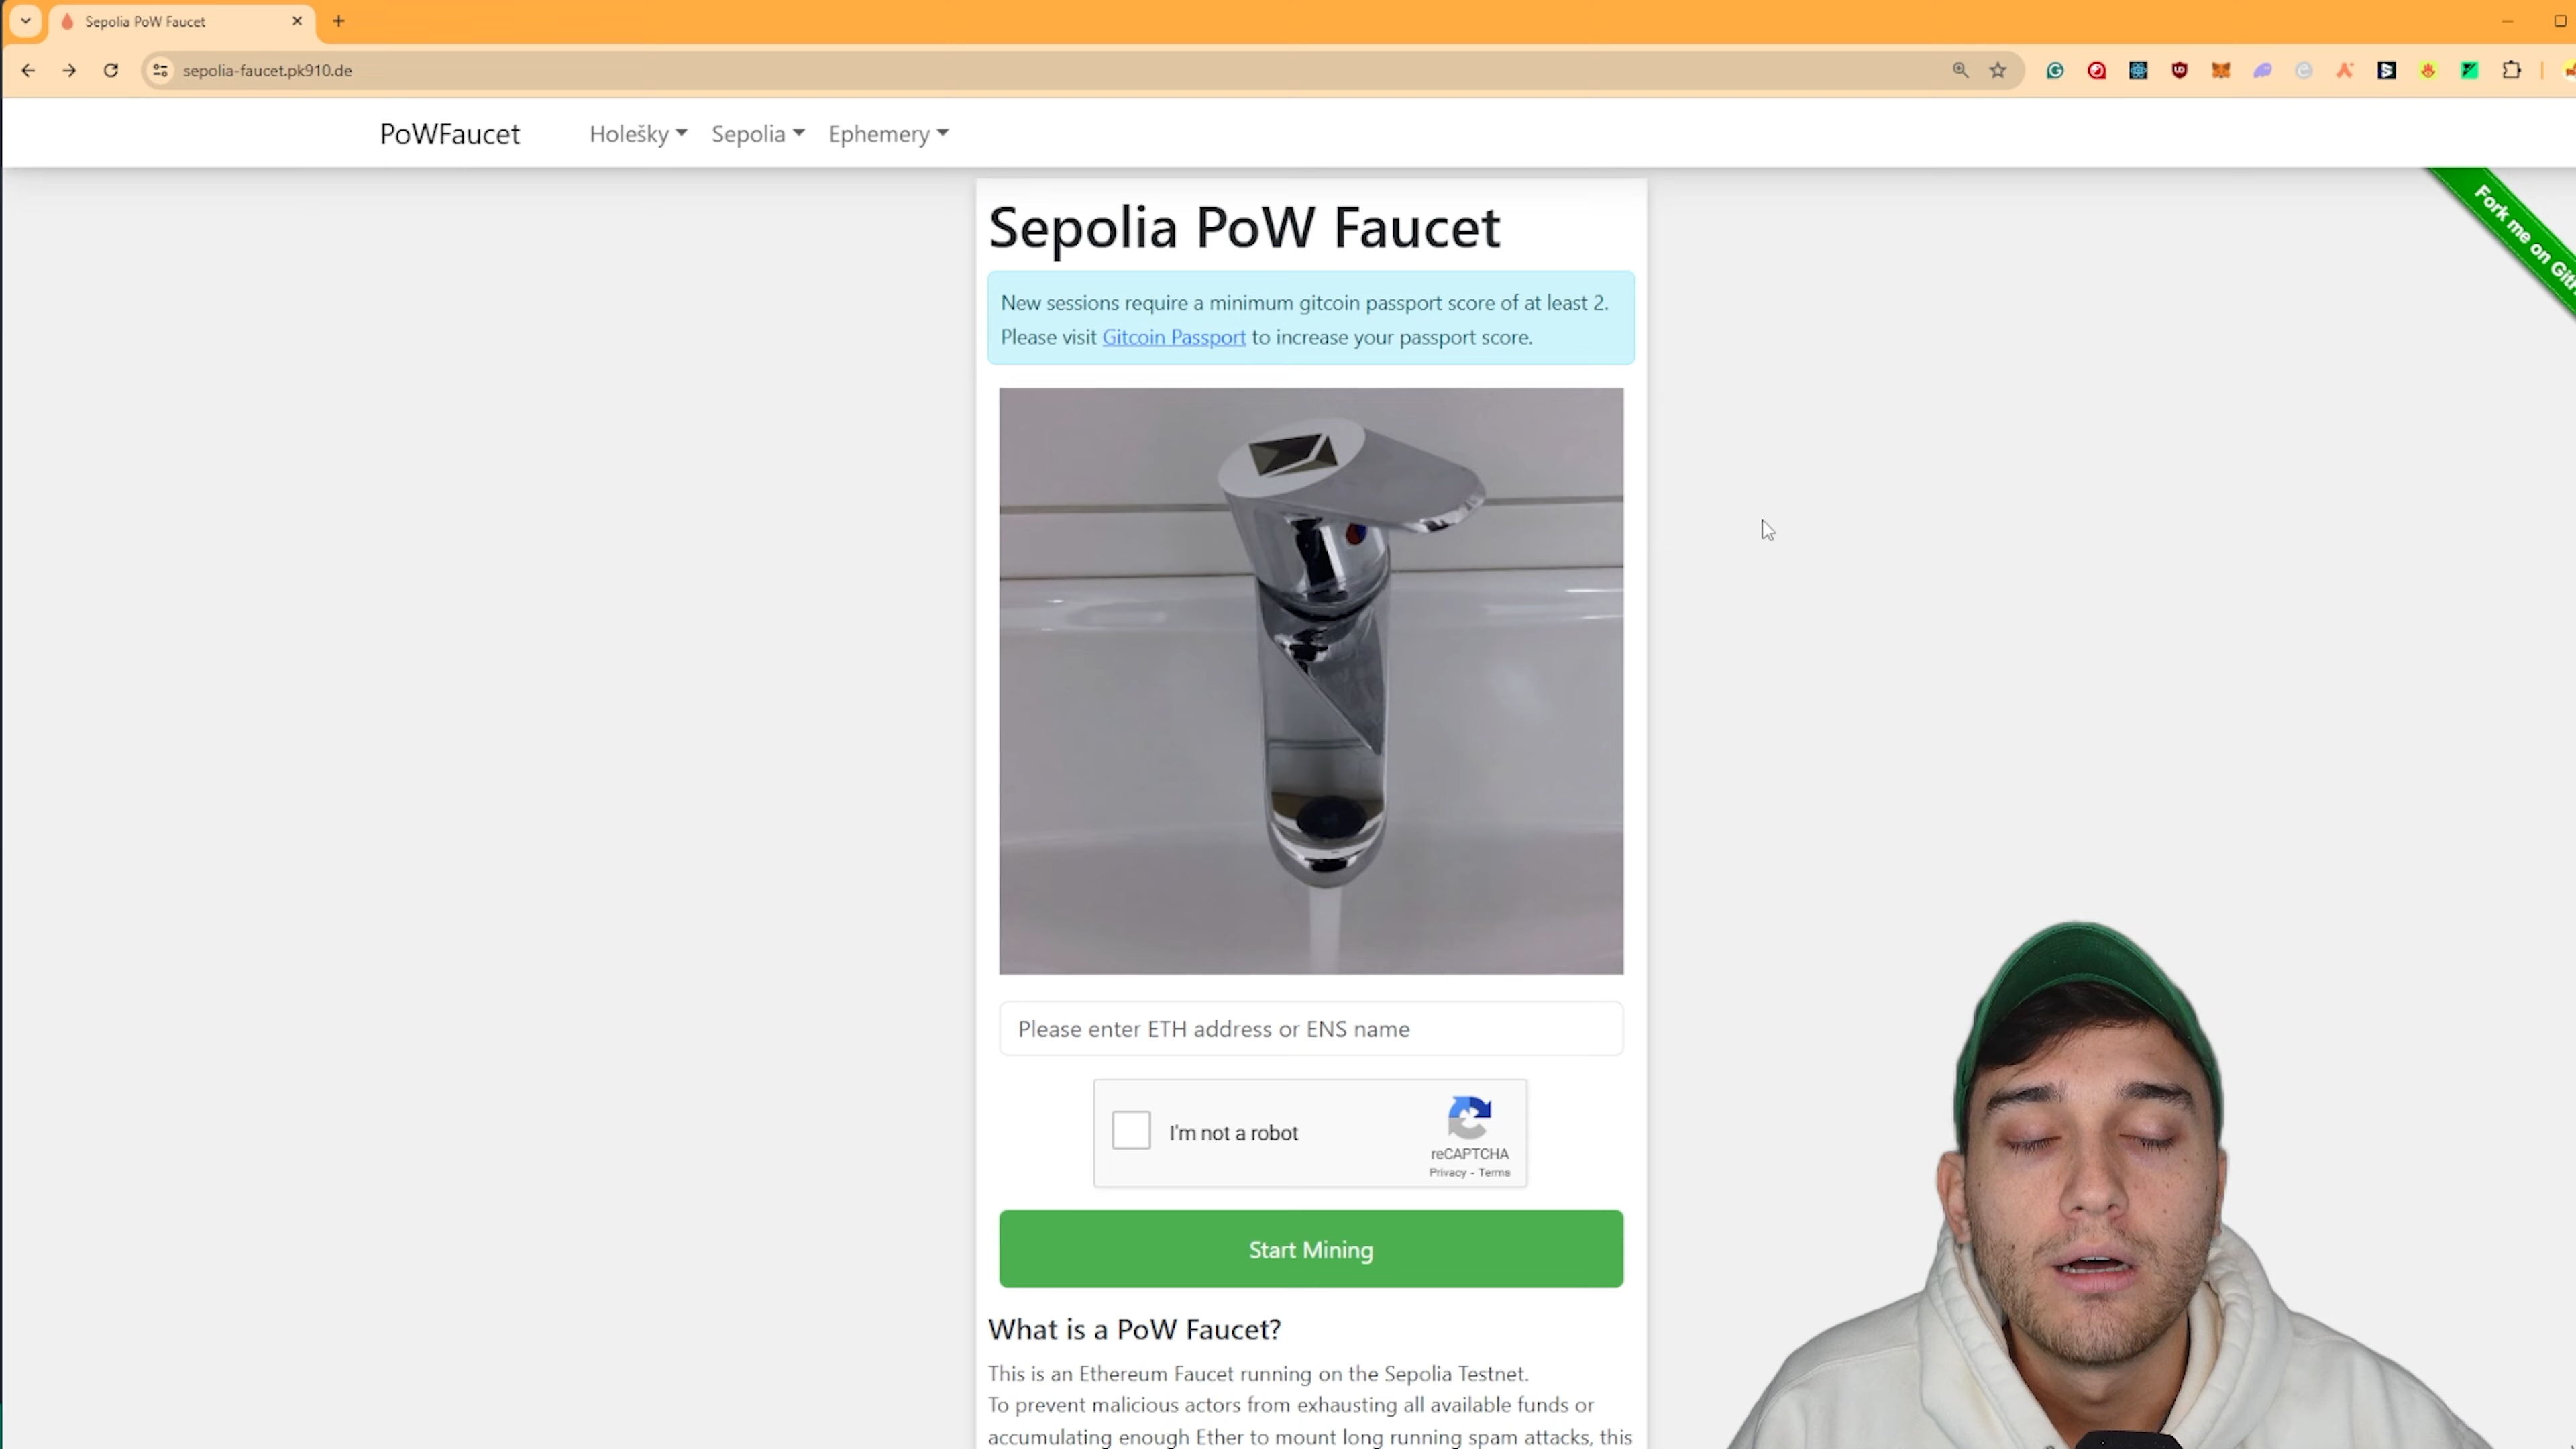 Sepolia PoW Faucet
sepolia-faucet.pk910.de
PoWFaucet
Holešky
Sepolia
Ephemery
Fork me on
Sepolia PoW Faucet
New sessions require a minimum gitcoin passport score of at least 2.
Please visit Gitcoin Passport to increase your passport score.
Please enter ETH address or ENS name
I'm not a robot
reCAPTCHA
Privacy - Terms
Start Mining
What is a PoW Faucet?
This is an Ethereum Faucet running on the Sepolia Testnet.
To prevent malicious actors from exhausting all available funds or
accumulating enough Ether to mount long running spam attacks, this